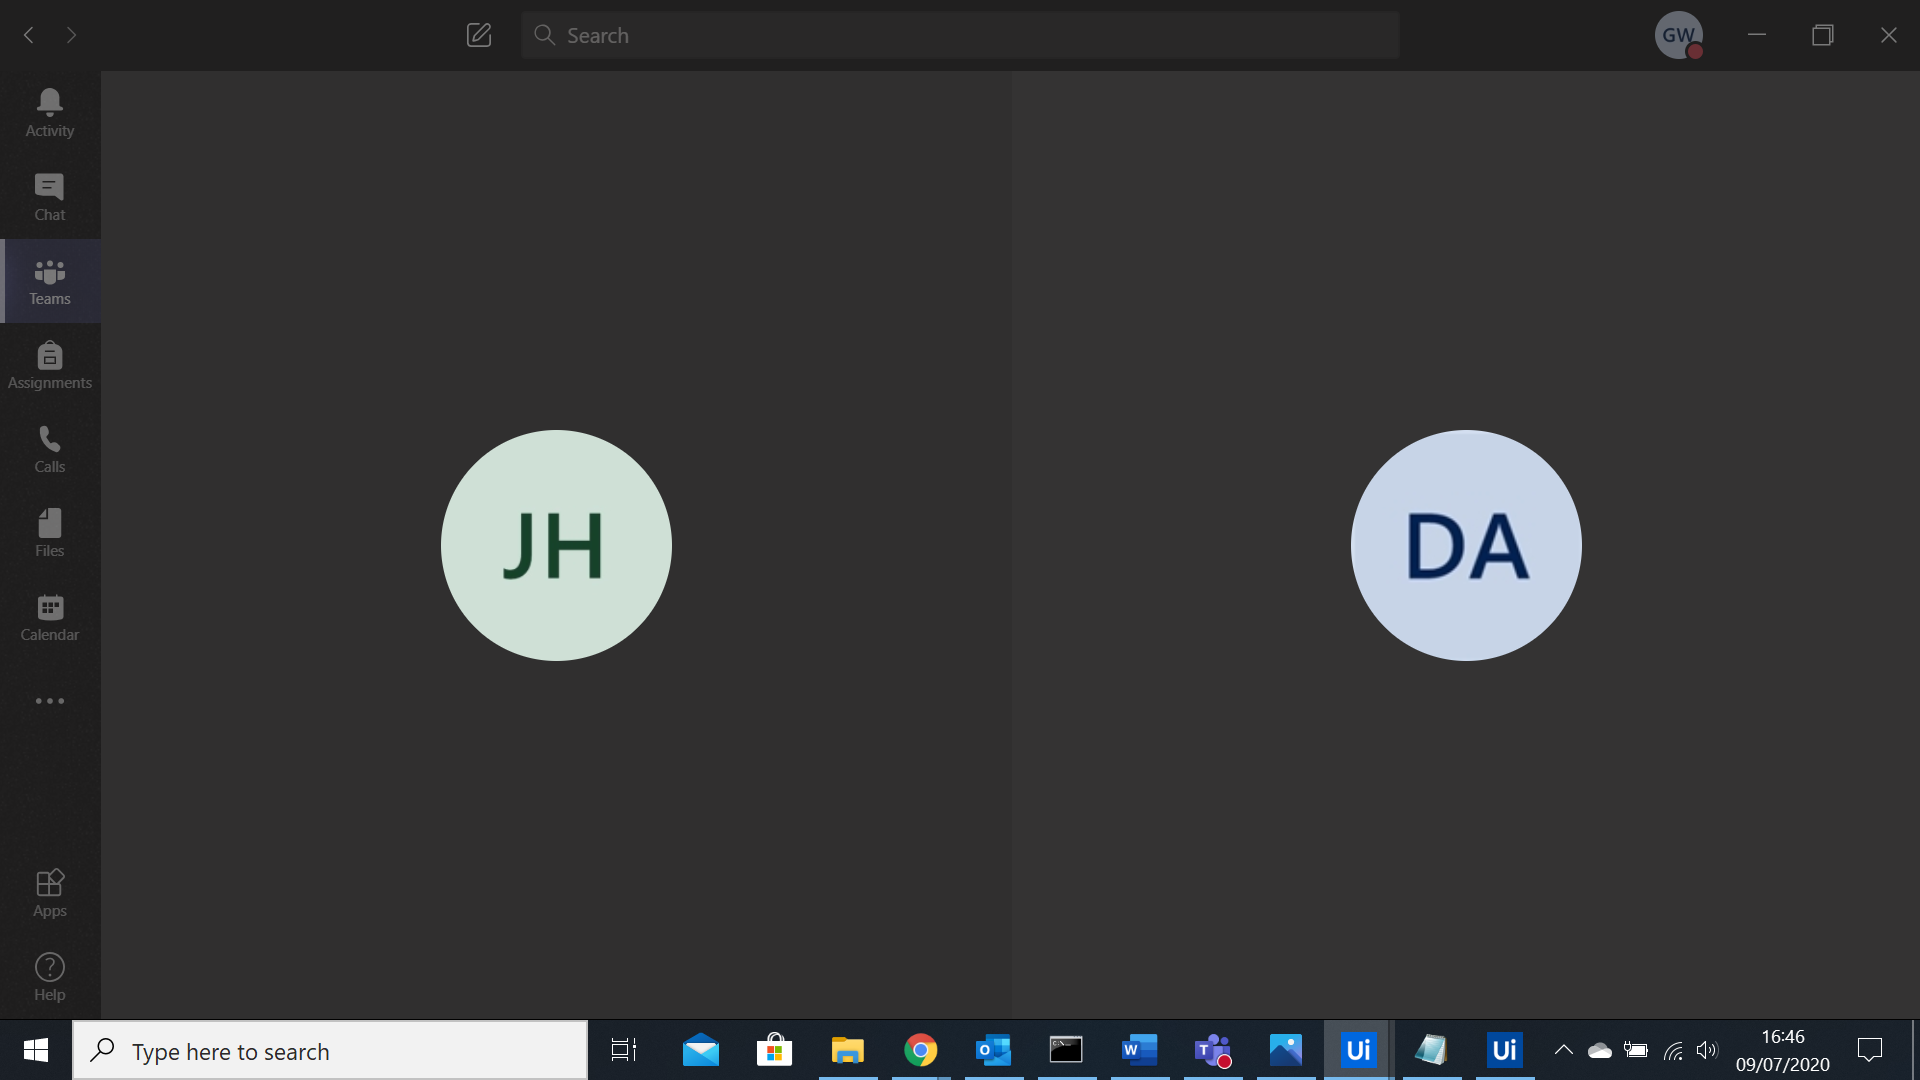 Search
GW
Activity
Chat
Teams
Assignments
Calls
Files
Calendar
Apps
Help
JH
DA
Type here to search
O
W
T
Ui
Ui
16:46
09/07/2020